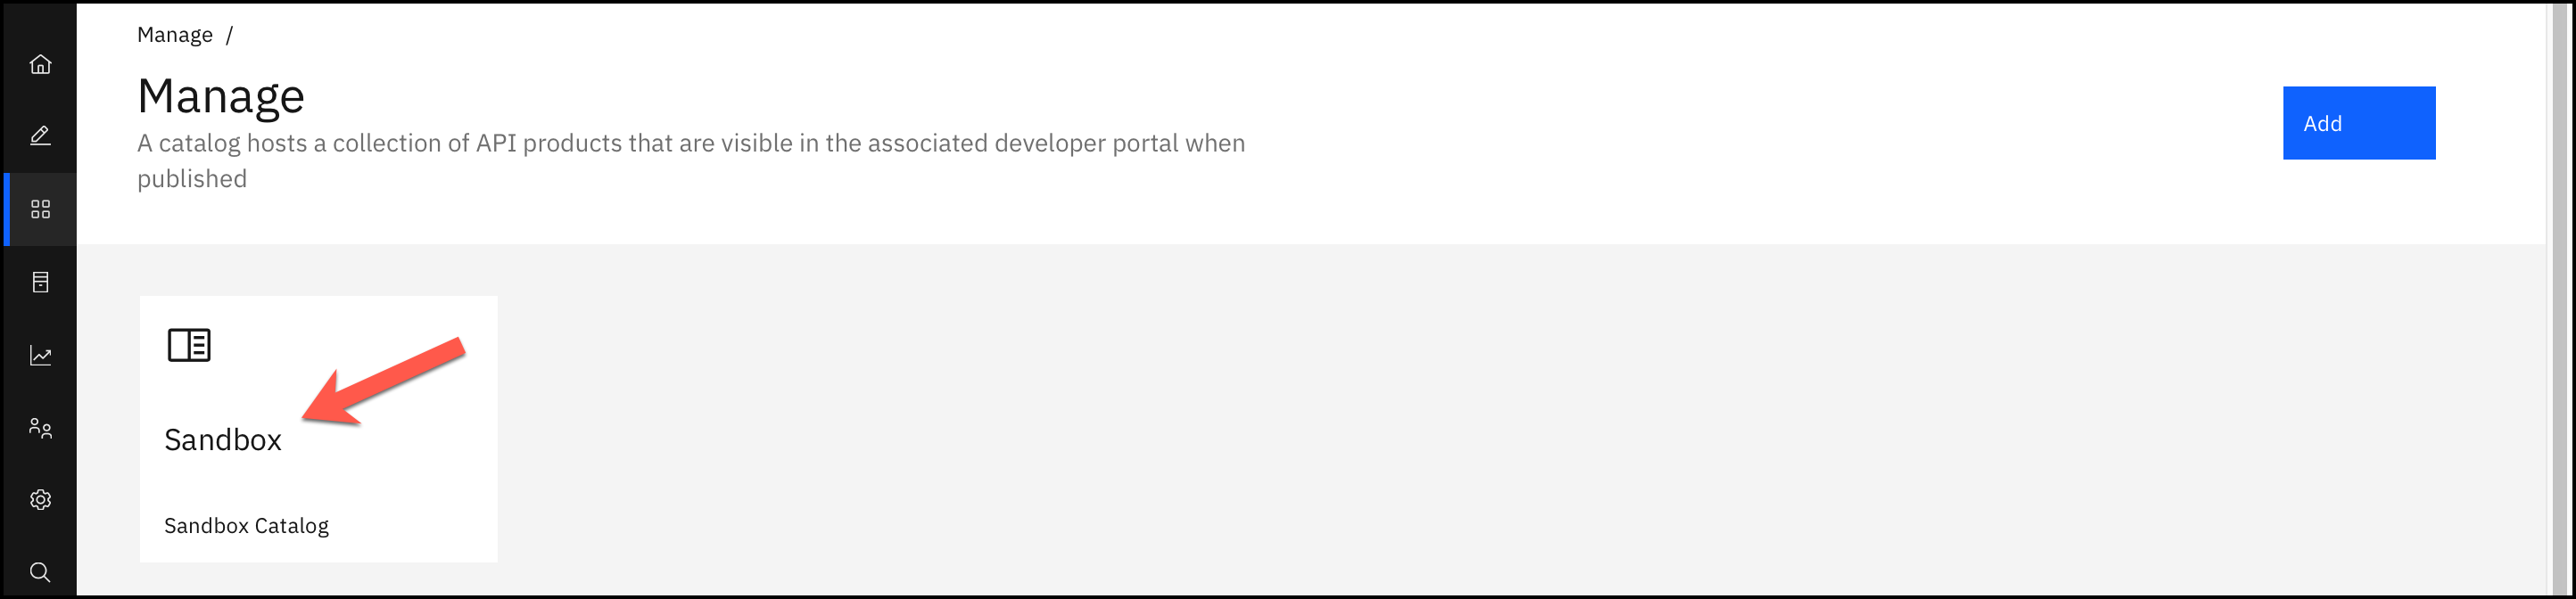 Manage /
Manage
A catalog hosts a collection of API products that are visible in the associated developer portal when
published
Add
Sandbox
Sandbox Catalog